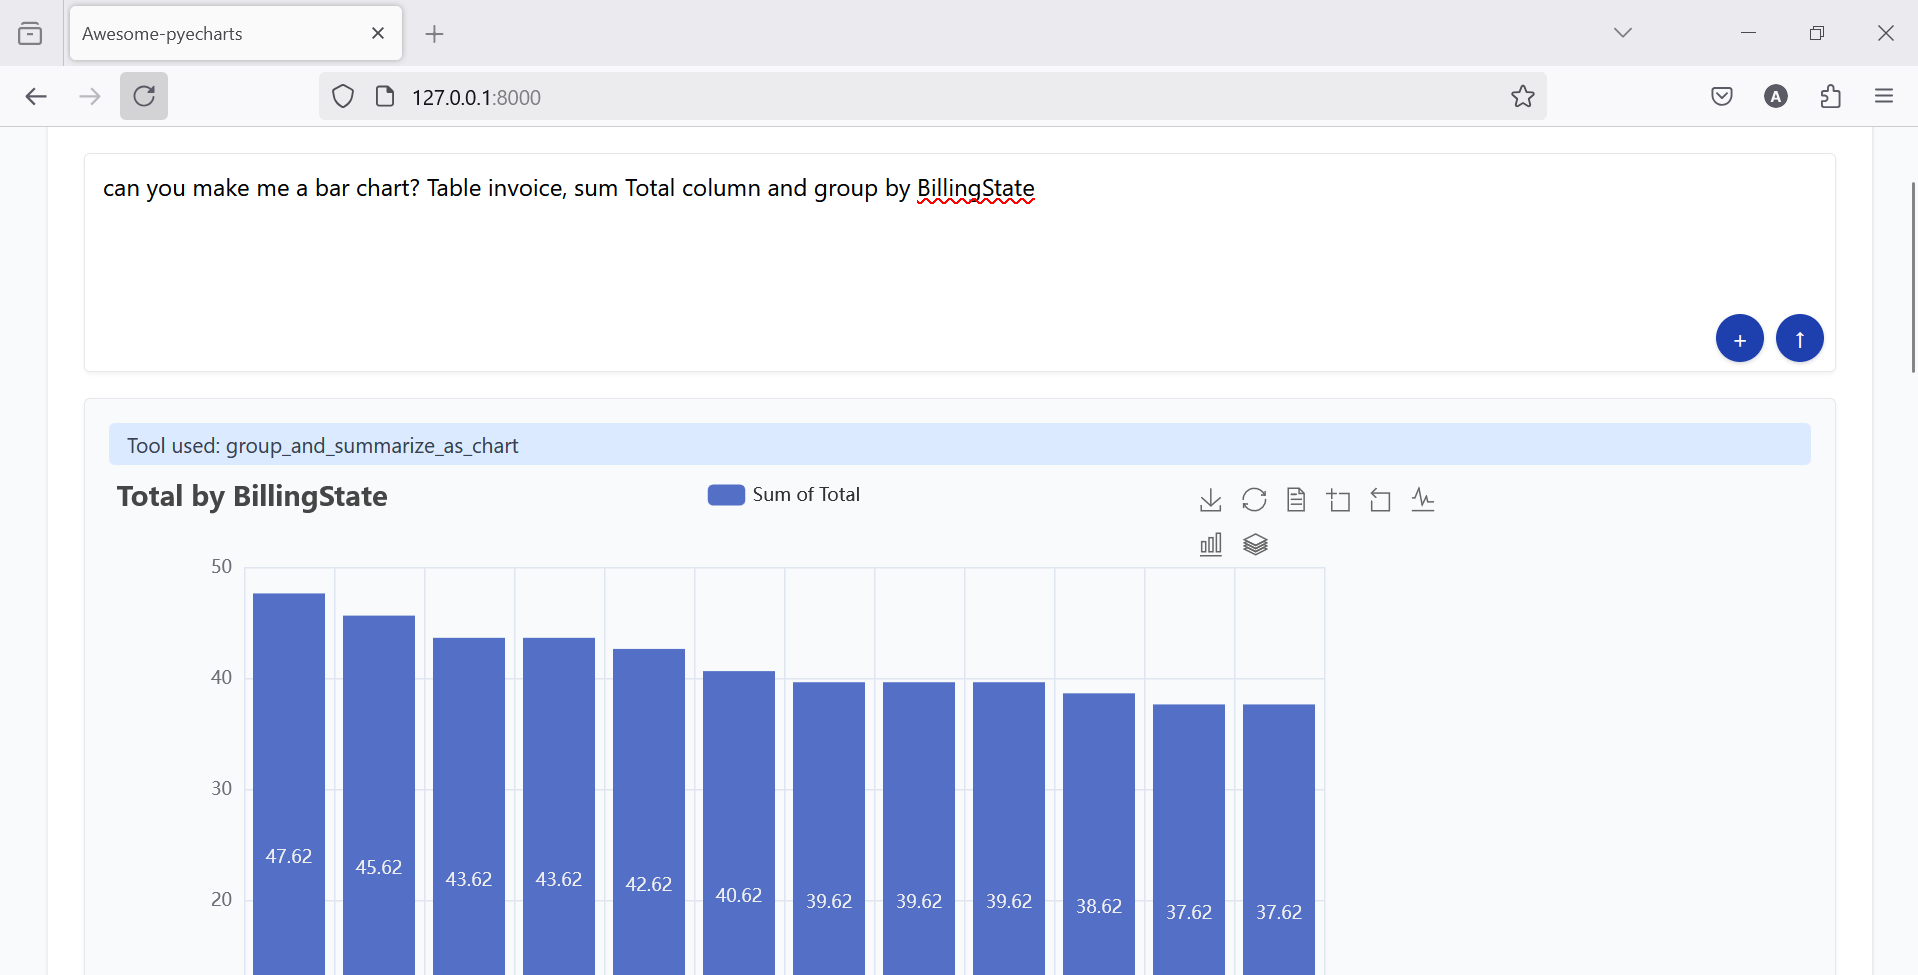 Awesome-pyecharts
127.0.0.1:8000
A
can you make me a bar chart? Table invoice, sum Total column and group by BillingState
+ ↑
Tool used: group_and_summarize_as_chart
Total by BillingState
Sum of Total
50
40
30
20
47.62 45.62 43.62 43.62 42.62 40.62 39.62 39.62 39.62 38.62 37.62 37.62